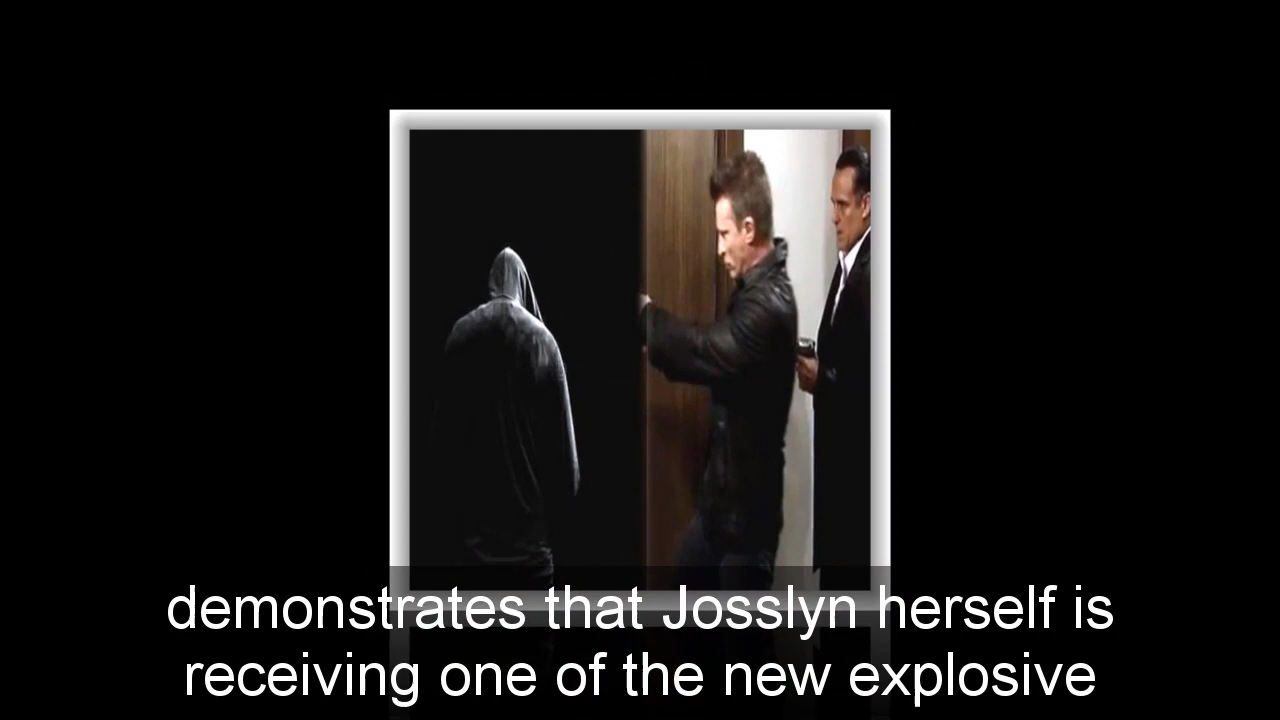 demonstrates that Josslyn herself is
receiving one of the new explosive